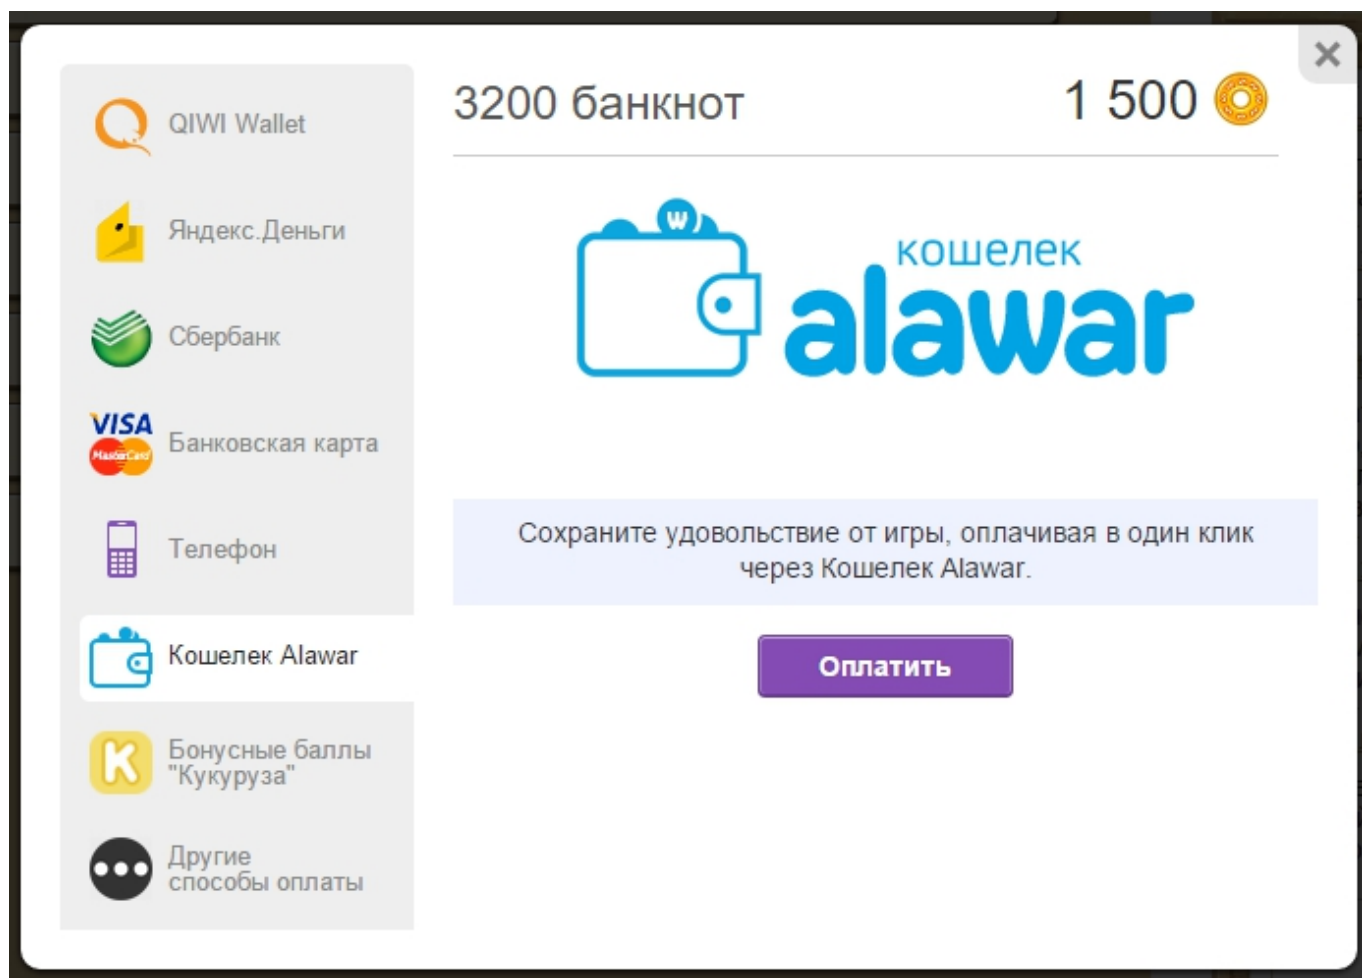 QIWI Wallet
Яндекс.Деньги
Сбербанк
VISA
MasterCard
Банковская карта
Телефон
Кошелек Alawar
K
Бонусные баллы
"Кукуруза"
Другие
способы оплаты
3200 банкнот
1 500
w
кошелек
alawar
Сохраните удовольствие от игры, оплачивая в один клик
через Кошелек Alawar.
Оплатить